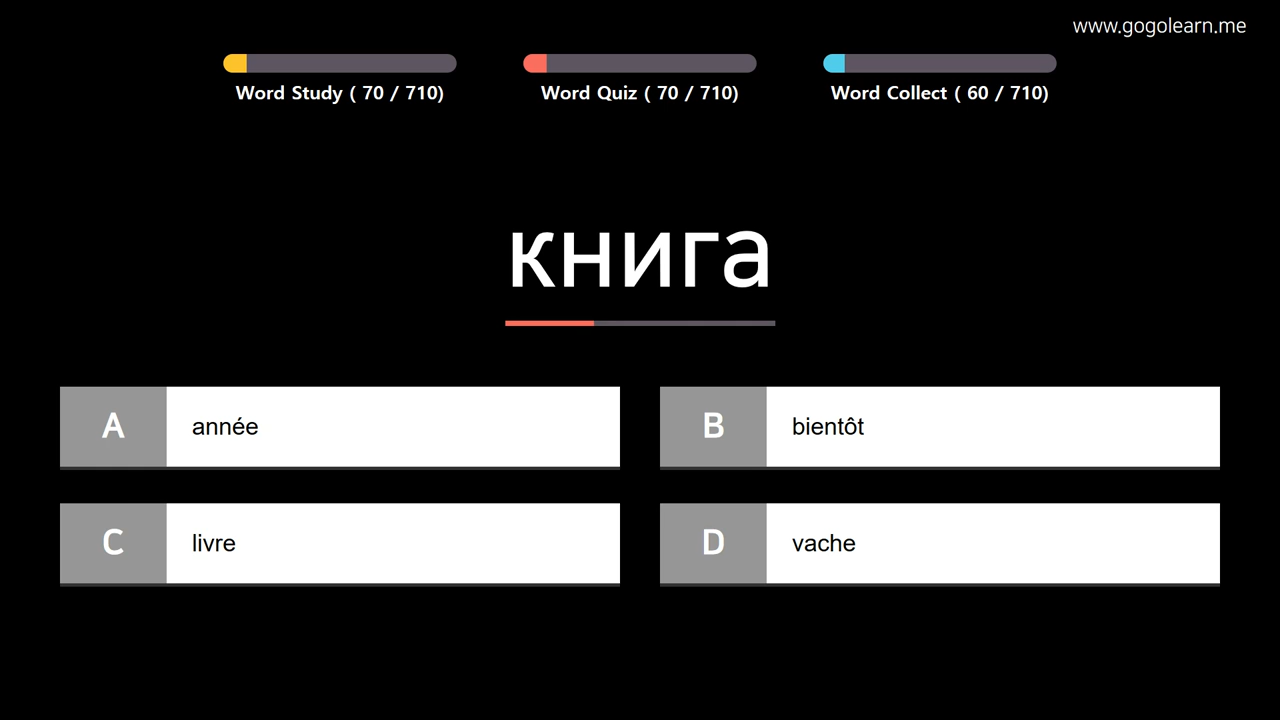 www.gogolearn.me
Word Study ( 70 / 710)
Word Quiz ( 70 / 710)
Word Collect ( 60 / 710)
книга
A
année
B
bientôt
C
livre
D
vache